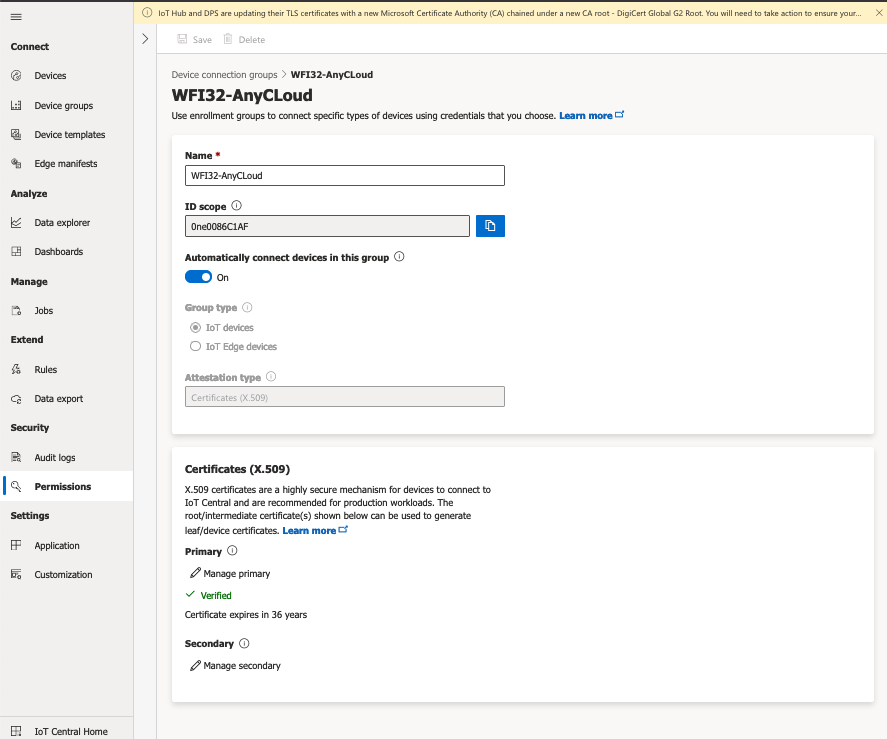 IoT Hub and DPS are updating their TLS certificates with a new Microsoft Certificate Authority (CA) chained under a new CA root - DigiCert Global G2 Root. You will need to take action to ensure your...
Connect
Devices
Device groups
Device templates
Edge manifests
Analyze
Data explorer
Dashboards
Manage
Jobs
Extend
Rules
Data export
Security
Audit logs
Permissions
Settings
Application
Customization
IoT Central Home
Save Delete
Device connection groups > WFI32-AnyCLoud
WFI32-AnyCLoud
Use enrollment groups to connect specific types of devices using credentials that you choose. Learn more
Name *
WFI32-AnyCLoud
ID scope
0ne0086C1AF
Automatically connect devices in this group
On
Group type
IoT devices
IoT Edge devices
Attestation type
Certificates (X.509)
Certificates (X.509)
X.509 certificates are a highly secure mechanism for devices to connect to
IoT Central and are recommended for production workloads. The
root/intermediate certificate(s) shown below can be used to generate
leaf/device certificates. Learn more
Primary
Manage primary
Verified
Certificate expires in 36 years
Secondary
Manage secondary